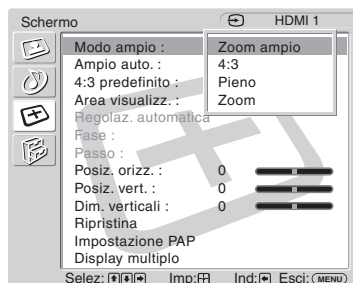 Schermo HDMI 1
Modo ampio : Zoom ampio
Ampio auto. : 4:3
4:3 predefinito : Pieno
Area visualizz. : Zoom
Regolaz. automatica
Fase :
Passo :
Posiz. orizz. : 0
Posiz. vert. : 0
Dim. verticali : 0
Ripristina
Impostazione PAP
Display multiplo
Selez: Imp: Ind: Esci: MENU